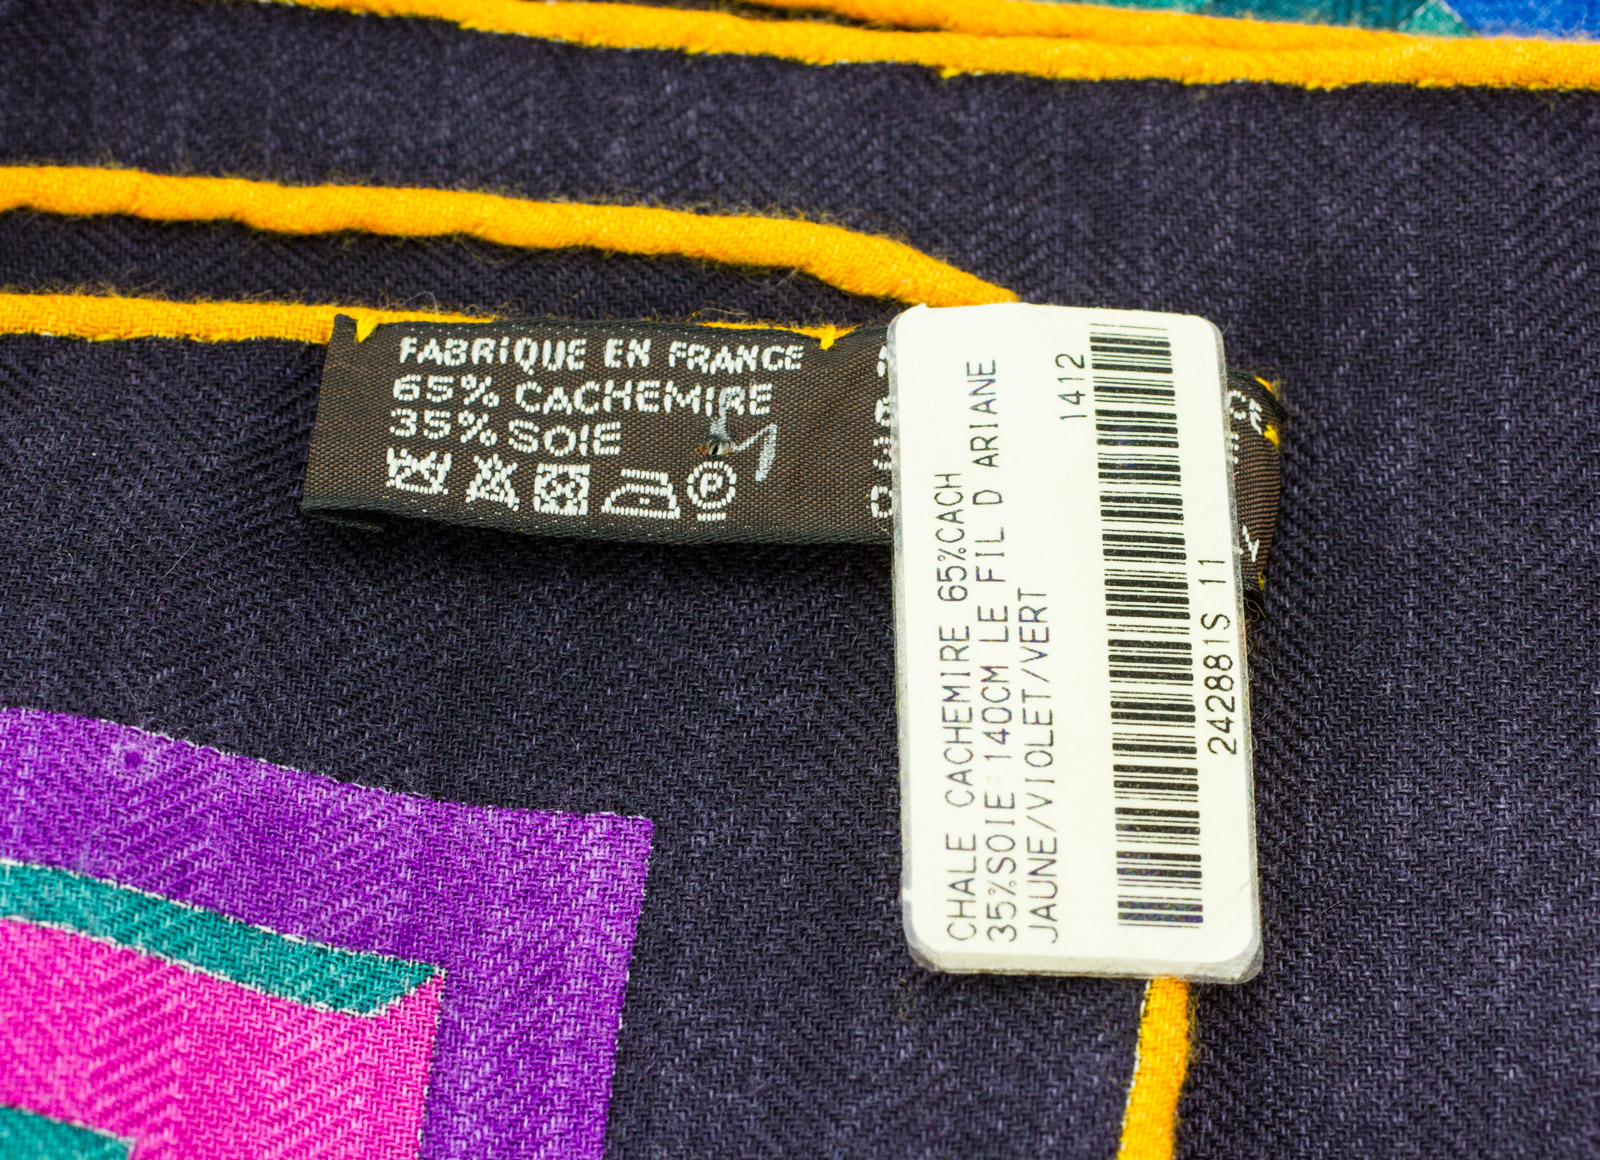 FABRIQUE EN FRANCE
65% CACHEMIRE
35% SOIE
P
CHALE CACHEMIRE 65%CACH
35%SOIE 140CM LE FIL D ARIANE
JAUNE/VIOLET/VERT
1412
242881S 11